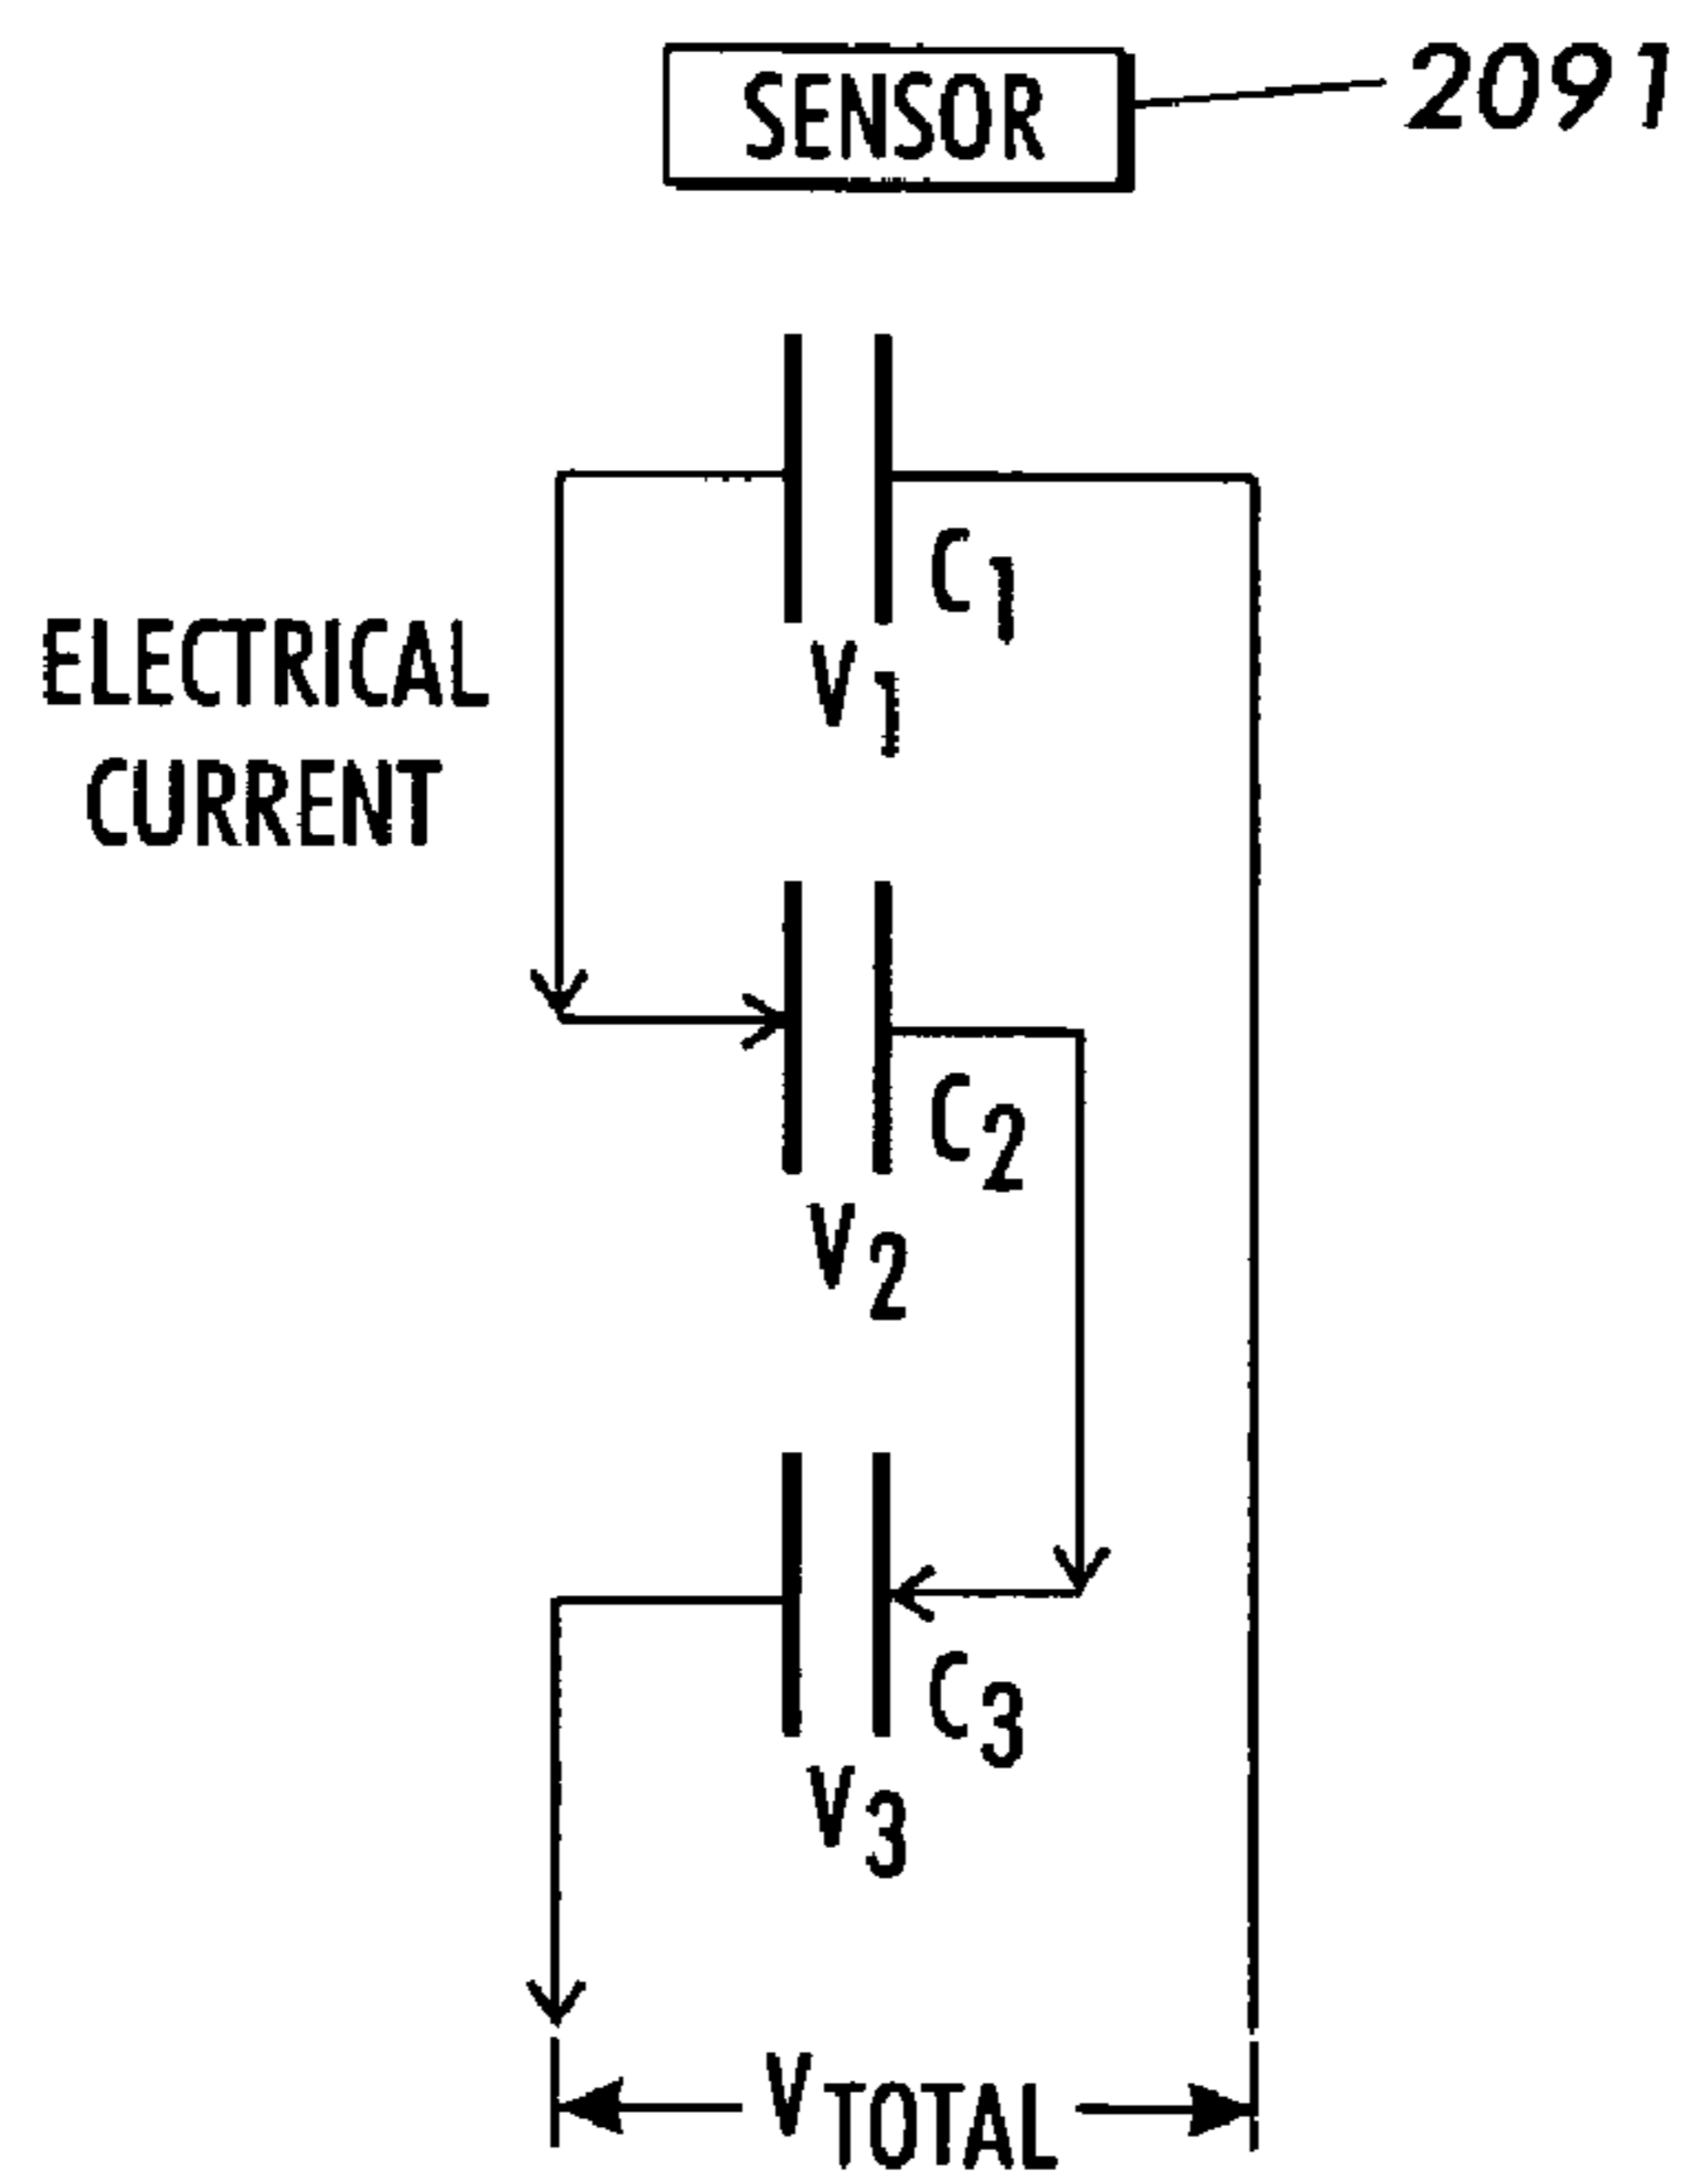 SENSOR
2091
C1
ELECTRICAL
CURRENT
V1
C2
V2
C3
V3
VTOTAL